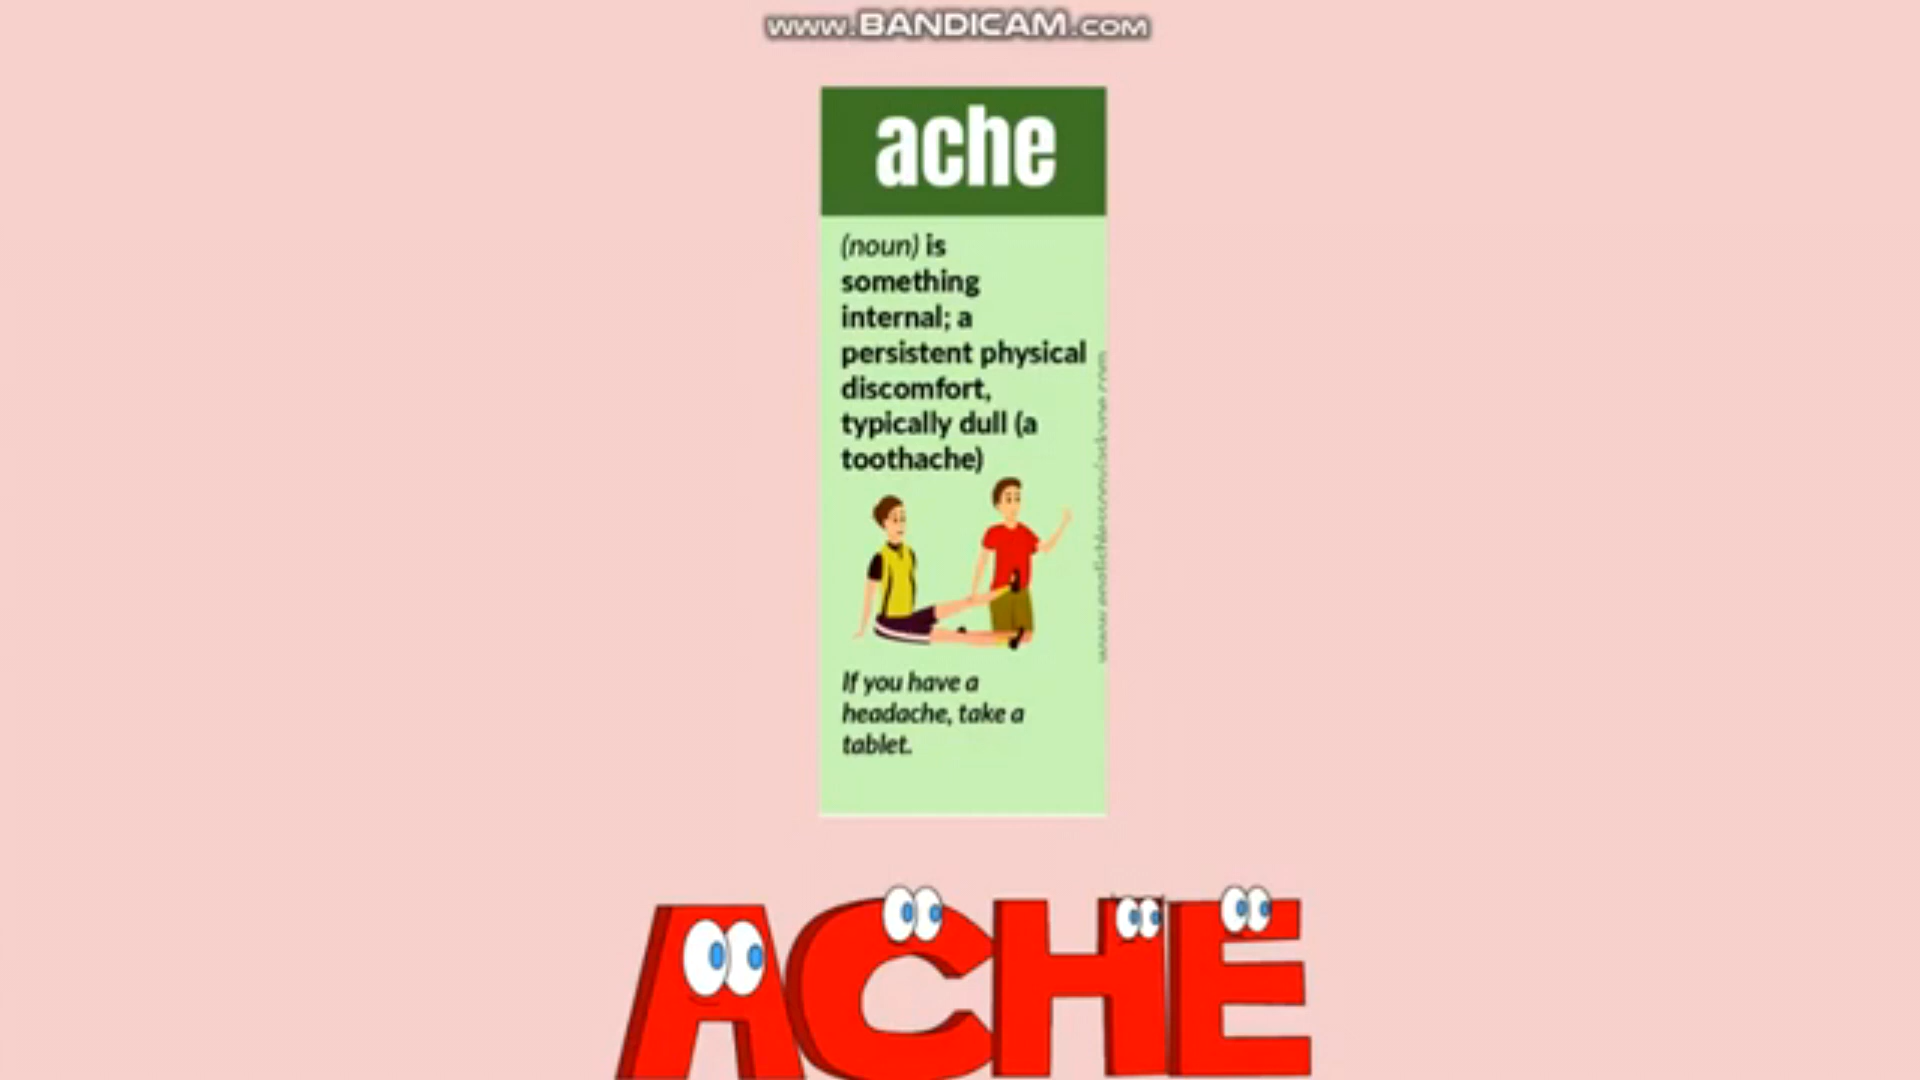 www.BANDICAM.com
ache
(noun) is
something
internal; a
persistent physical
discomfort,
typically dull (a
toothache)
If you have a
headache, take a
tablet.
ACHE